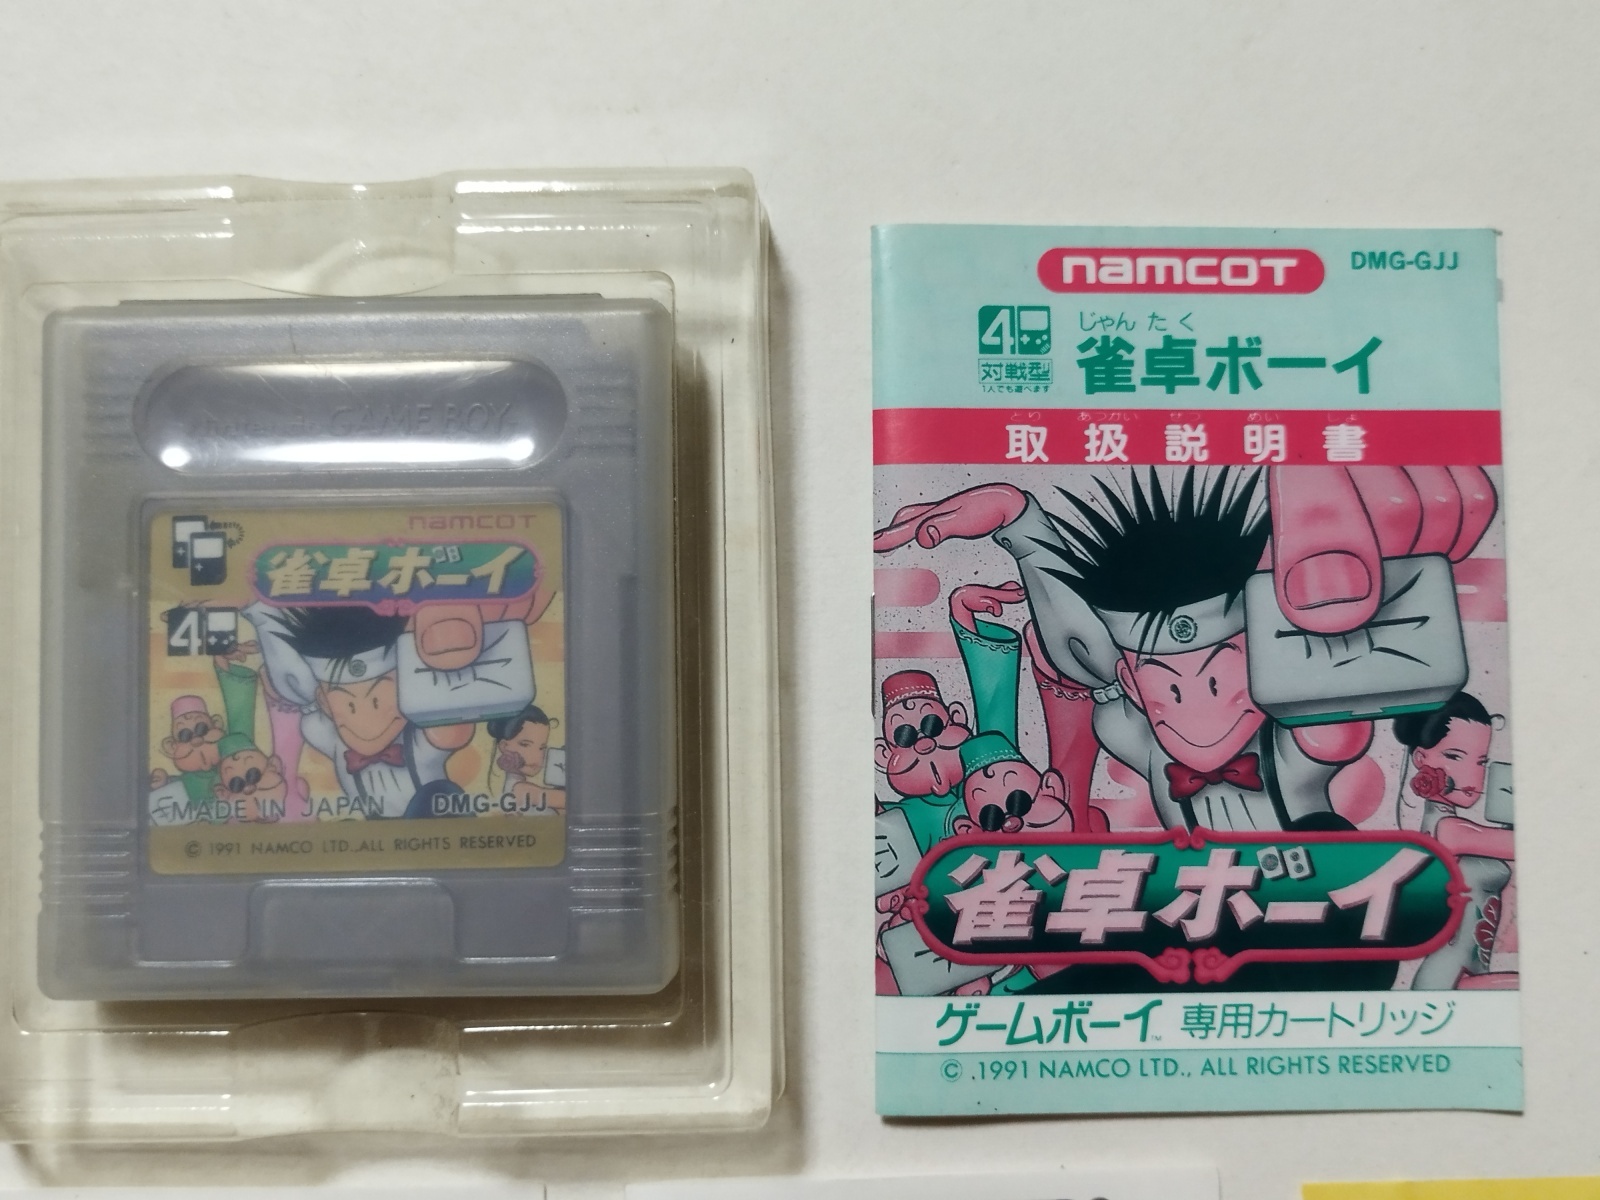 Nintendo GAME BOY
namcot
雀卓ボーイ
4
MADE IN JAPAN DMG-GJJ
© 1991 NAMCO LTD.,ALL RIGHTS RESERVED
namcot DMG-GJJ
じゃん たく
4 雀卓ボーイ
対戦型
1人でも遊べます
とり あつかい せつ めい しょ
取扱説明書
雀卓ボーイ
ゲームボーイ™ 専用カートリッジ
© 1991 NAMCO LTD., ALL RIGHTS RESERVED